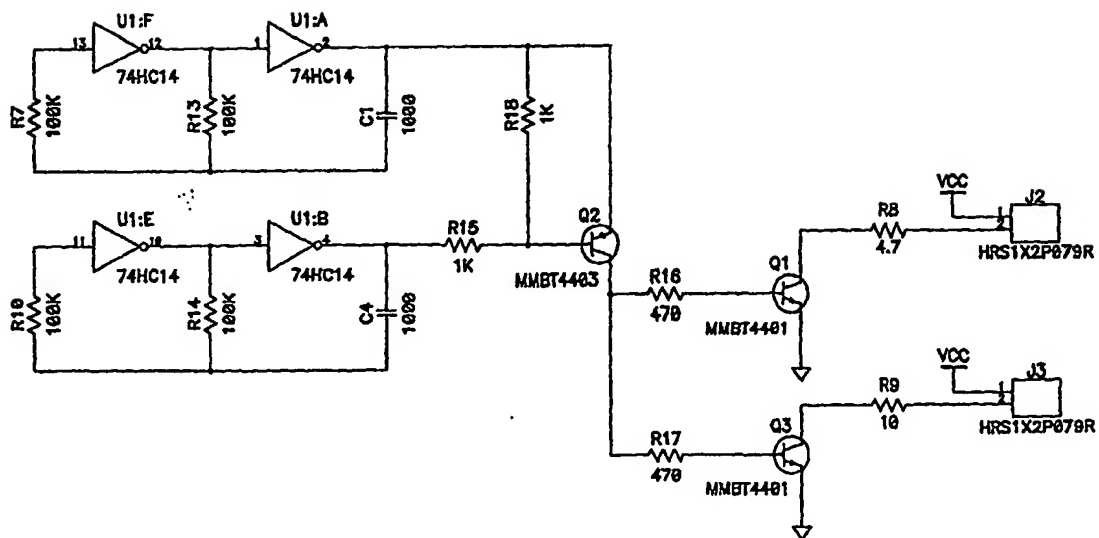 U1:F
13
12
74HC14
U1:A
1
2
74HC14
R7
100K
R13
100K
C1
1000
R18
1K
U1:E
11
10
74HC14
U1:B
3
4
74HC14
R10
100K
R14
100K
C4
1000
R15
1K
Q2
MMBT4403
R16
470
Q1
MMBT4401
R8
4.7
VCC
1
2
J2
HRS1X2P079R
R17
470
Q3
MMBT4401
R9
10
VCC
1
2
J3
HRS1X2P079R